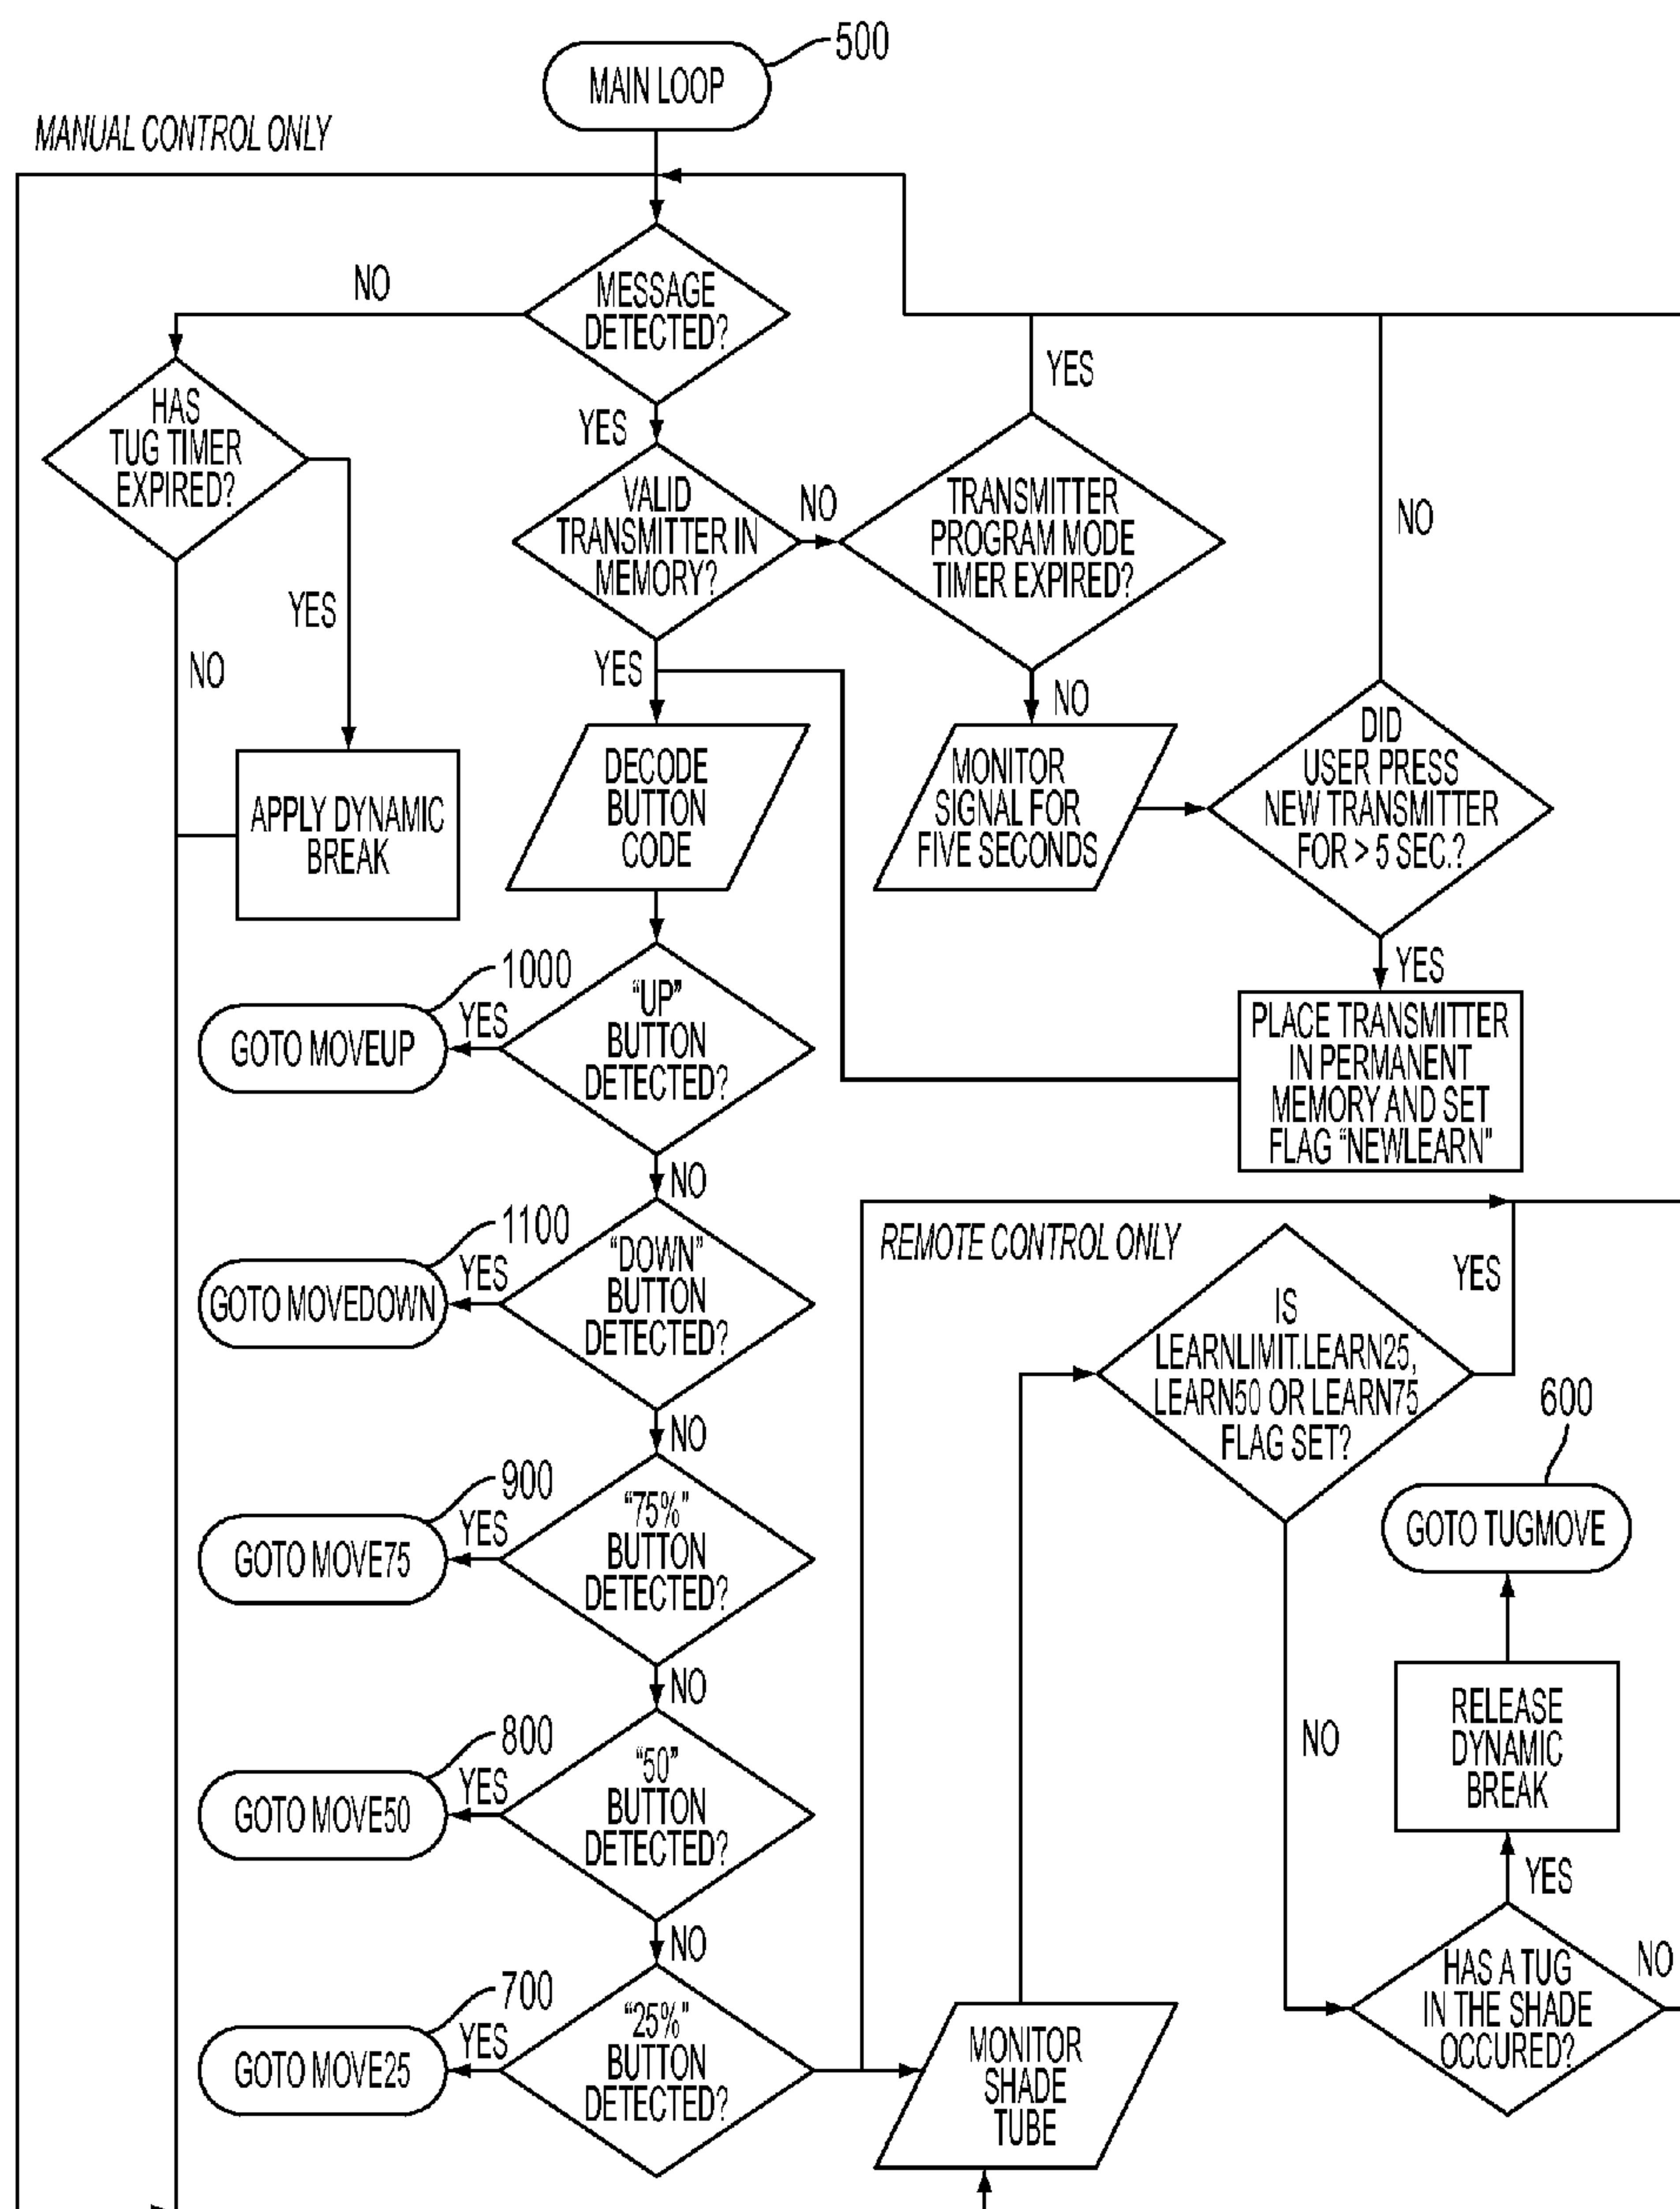 500
MAIN LOOP
MANUAL CONTROL ONLY
NO
MESSAGE
DETECTED?
YES
HAS
TUG TIMER
EXPIRED?
YES
NO
YES
VALID
TRANSMITTER IN
MEMORY?
NO
TRANSMITTER
PROGRAM MODE
TIMER EXPIRED?
NO
YES
NO
DID
USER PRESS
NEW TRANSMITTER
FOR > 5 SEC.?
APPLY DYNAMIC
BREAK
DECODE
BUTTON
CODE
MONITOR
SIGNAL FOR
FIVE SECONDS
YES
1000
GOTO MOVEUP
YES
"UP"
BUTTON
DETECTED?
PLACE TRANSMITTER
IN PERMANENT
MEMORY AND SET
FLAG "NEWLEARN"
NO
1100
GOTO MOVEDOWN
YES
"DOWN"
BUTTON
DETECTED?
REMOTE CONTROL ONLY
YES
IS
LEARNLIMIT.LEARN25,
LEARN50 OR LEARN75
FLAG SET?
NO
600
GOTO TUGMOVE
900
GOTO MOVE75
YES
"75%"
BUTTON
DETECTED?
NO
NO
RELEASE
DYNAMIC
BREAK
800
GOTO MOVE50
YES
"50"
BUTTON
DETECTED?
YES
NO
700
GOTO MOVE25
YES
"25%"
BUTTON
DETECTED?
MONITOR
SHADE
TUBE
HAS A TUG
IN THE SHADE
OCCURED?
NO